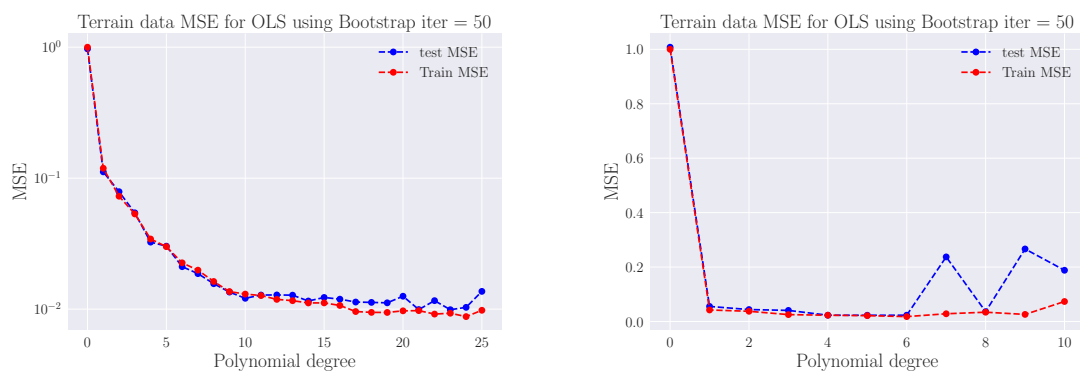 Terrain data MSE for OLS using Bootstrap iter = 50
10⁰
10⁻¹
10⁻²
MSE
test MSE
Train MSE
0 5 10 15 20 25
Polynomial degree
Terrain data MSE for OLS using Bootstrap iter = 50
1.0
0.8
0.6
0.4
0.2
0.0
MSE
test MSE
Train MSE
0 2 4 6 8 10
Polynomial degree